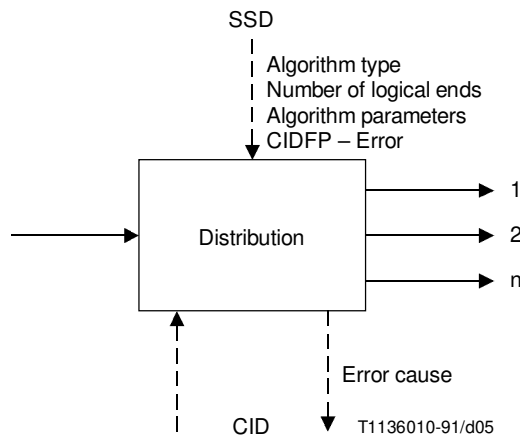 SSD
Algorithm type
Number of logical ends
Algorithm parameters
CIDFP – Error
1
Distribution
2
n
Error cause
CID
T1136010-91/d05